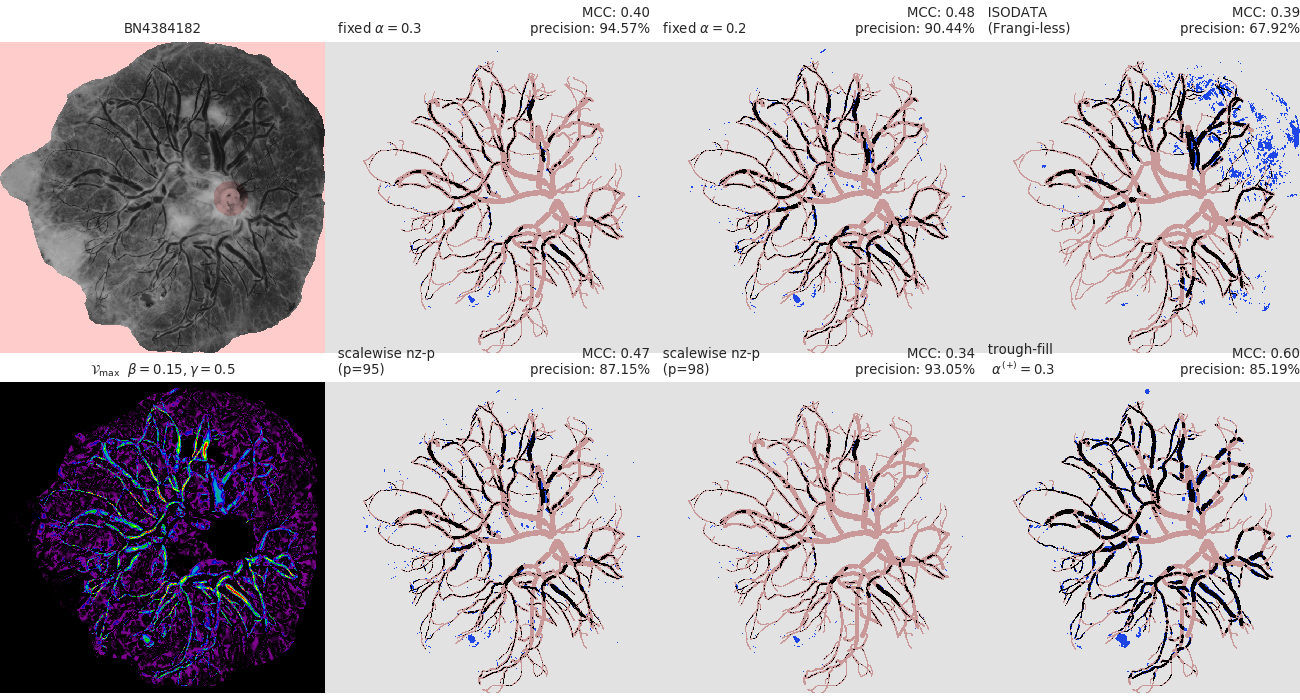 BN4384182
fixed α = 0.3
MCC: 0.40
precision: 94.57%
fixed α = 0.2
MCC: 0.48
precision: 90.44%
ISODATA
(Frangi-less)
MCC: 0.39
precision: 67.92%
𝒱max β = 0.15, γ = 0.5
scalewise nz-p
(p=95)
MCC: 0.47
precision: 87.15%
scalewise nz-p
(p=98)
MCC: 0.34
precision: 93.05%
trough-fill
α(+) = 0.3
MCC: 0.60
precision: 85.19%